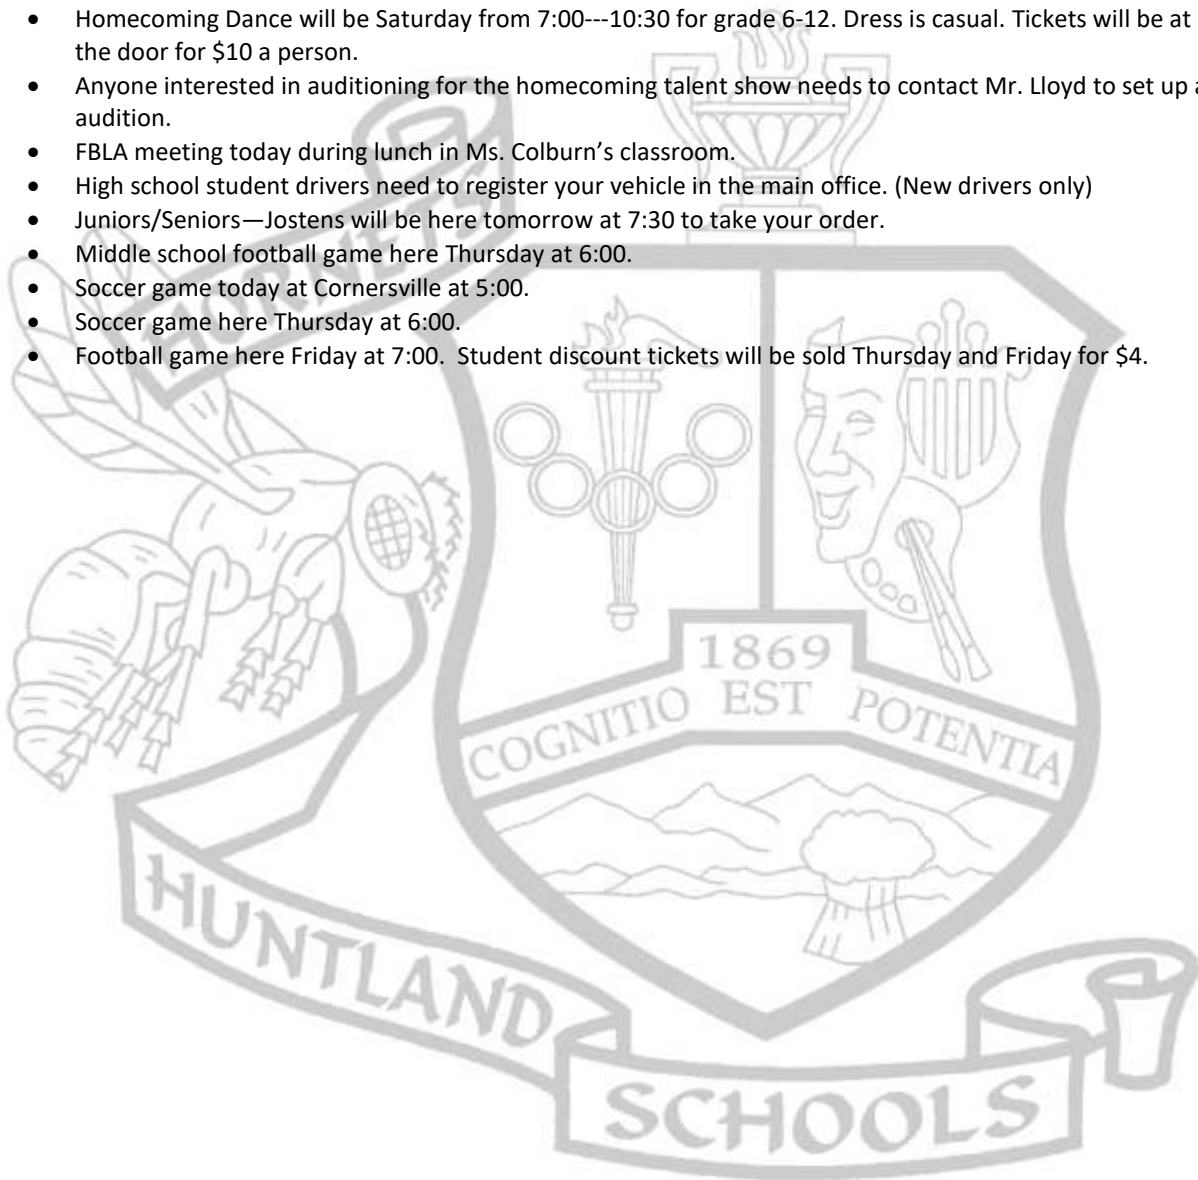 • Homecoming Dance will be Saturday from 7:00---10:30 for grade 6-12. Dress is casual. Tickets will be at
the door for $10 a person.
• Anyone interested in auditioning for the homecoming talent show needs to contact Mr. Lloyd to set up a
audition.
• FBLA meeting today during lunch in Ms. Colburn’s classroom.
• High school student drivers need to register your vehicle in the main office. (New drivers only)
• Juniors/Seniors—Jostens will be here tomorrow at 7:30 to take your order.
• Middle school football game here Thursday at 6:00.
• Soccer game today at Cornersville at 5:00.
• Soccer game here Thursday at 6:00.
• Football game here Friday at 7:00.  Student discount tickets will be sold Thursday and Friday for $4.
HORNETS
1869
COGNITIO EST POTENTIA
HUNTLAND
SCHOOLS